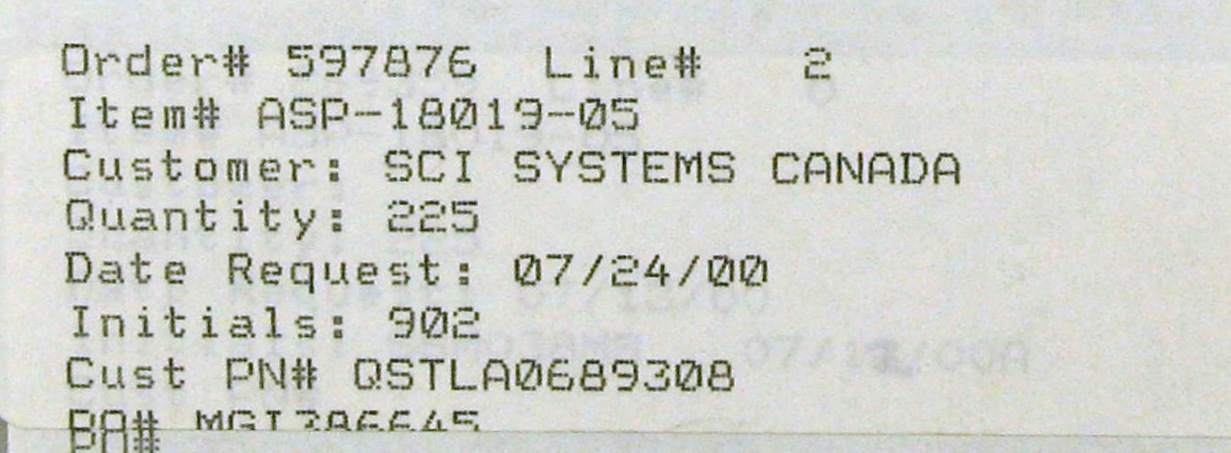 Order# 597876 Line# 2
Item# ASP-18019-05
Customer: SCI SYSTEMS CANADA
Quantity: 225
Date Request: 07/24/00
Initials: 902
Cust PN# QSTLA0689308